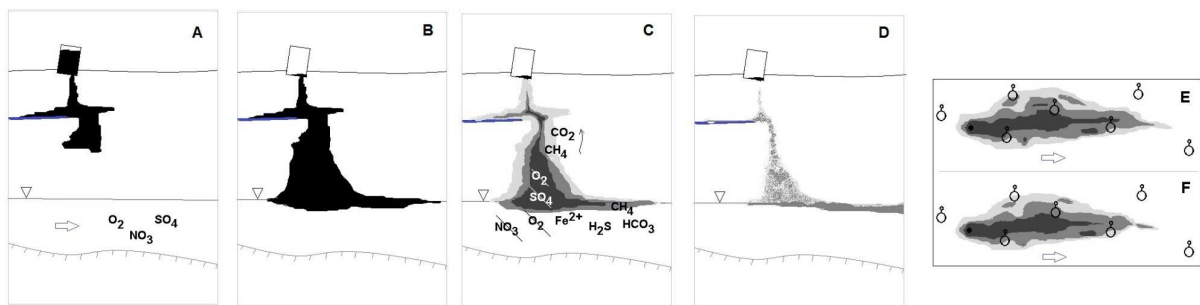 A
O2 SO4
NO3
B
C
CO2
CH4
O2
SO4
CH4
NO3 O2 Fe2+ H2S HCO3
D
E
F